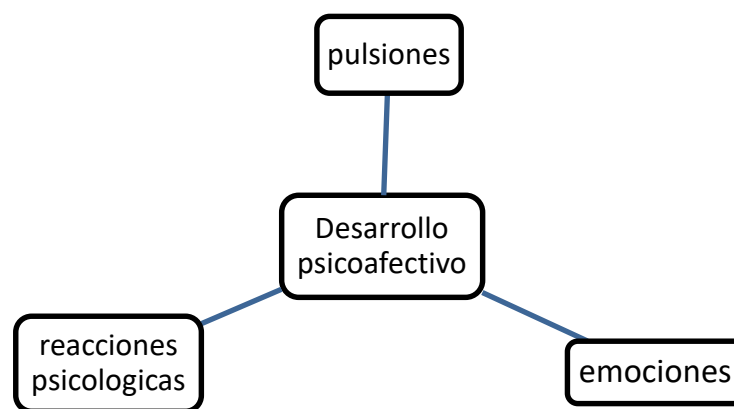 pulsiones
Desarrollo
psicoafectivo
reacciones
psicologicas
emociones